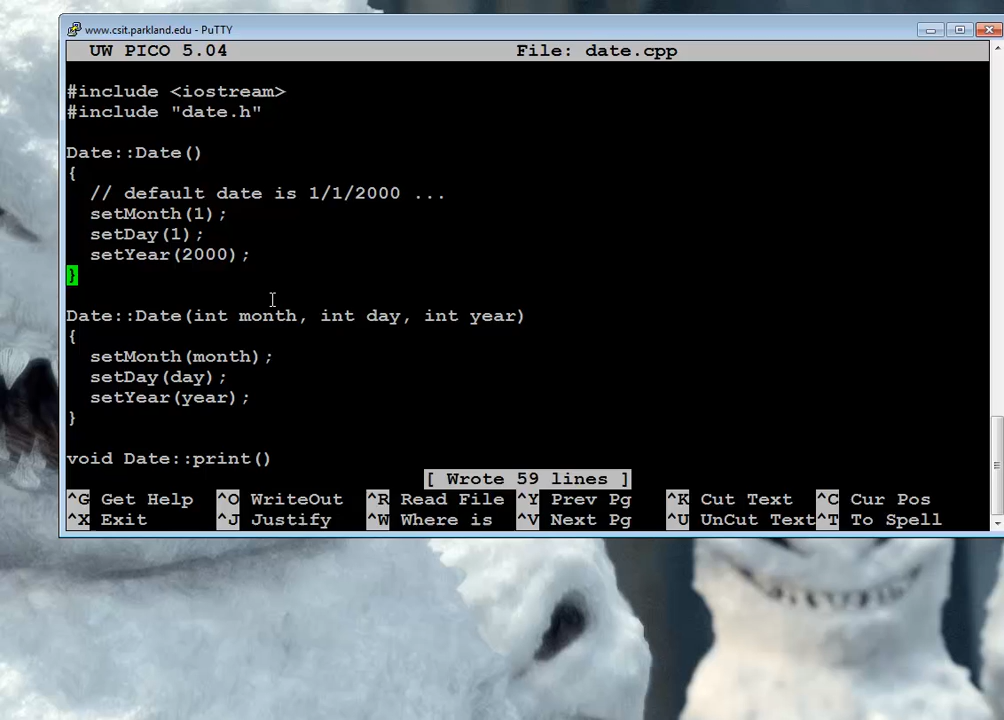 www.csit.parkland.edu - PuTTY
UW PICO 5.04 File: date.cpp
#include <iostream>
#include "date.h"
Date::Date()
{
// default date is 1/1/2000 ...
setMonth(1);
setDay(1);
setYear(2000);
}
Date::Date(int month, int day, int year)
{
setMonth(month);
setDay(day);
setYear(year);
}
void Date::print()
[ Wrote 59 lines ]
^G Get Help ^O WriteOut ^R Read File ^Y Prev Pg ^K Cut Text ^C Cur Pos
^X Exit ^J Justify ^W Where is ^V Next Pg ^U UnCut Text^T To Spell